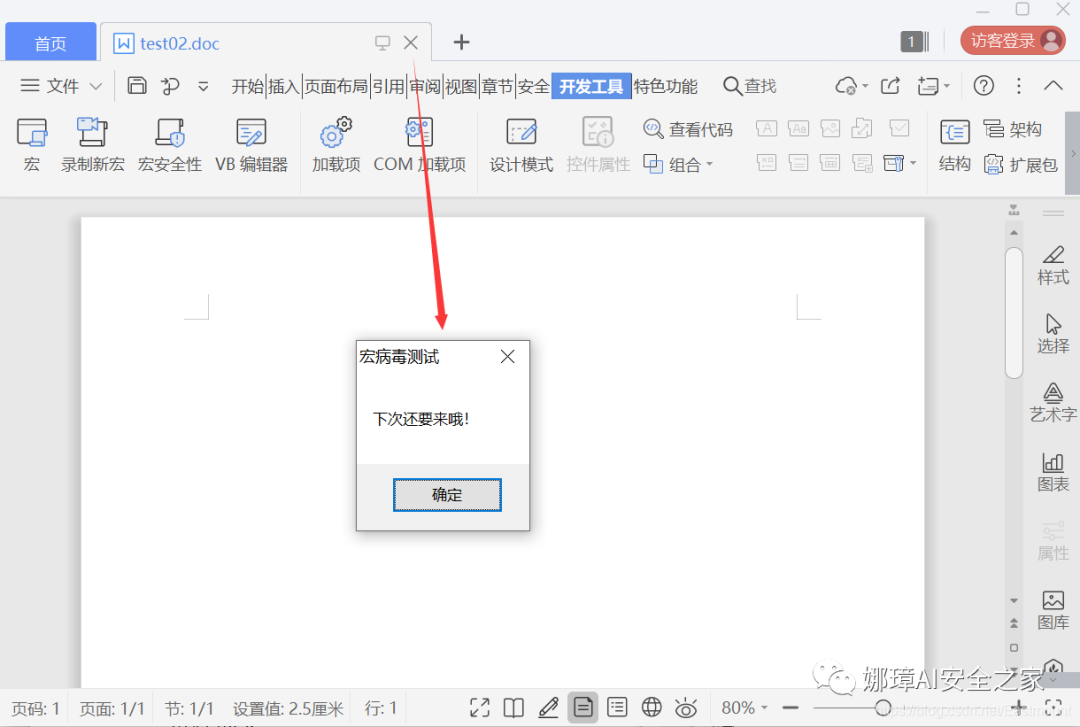 首页
test02.doc
1
访客登录
文件
开始 插入 页面布局 引用 审阅 视图 章节 安全 开发工具 特色功能
查找
宏
录制新宏
宏安全性
VB 编辑器
加载项
COM 加载项
设计模式
控件属性
查看代码
组合
结构
架构
扩展包
样式
选择
艺术字
图表
属性
图库
宏病毒测试
下次还要来哦!
确定
娜璋AI安全之家
页码: 1
页面: 1/1
节: 1/1
设置值: 2.5厘米
行: 1
80%